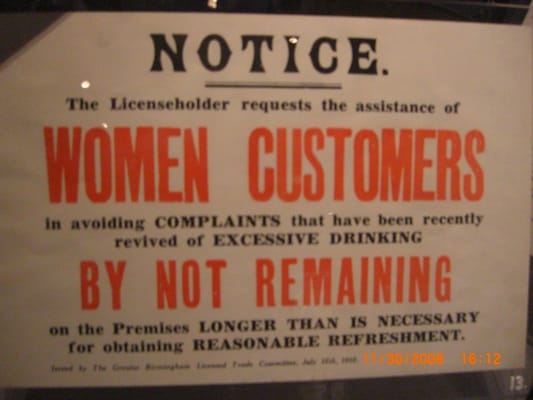 NOTICE.
The Licenseholder requests the assistance of
WOMEN CUSTOMERS
in avoiding COMPLAINTS that have been recently
revived of EXCESSIVE DRINKING
BY NOT REMAINING
on the Premises LONGER THAN IS NECESSARY
for obtaining REASONABLE REFRESHMENT.
Issued by The Greater Birmingham Licensed Trade Committee, July
11/30/2008 16:12
13.